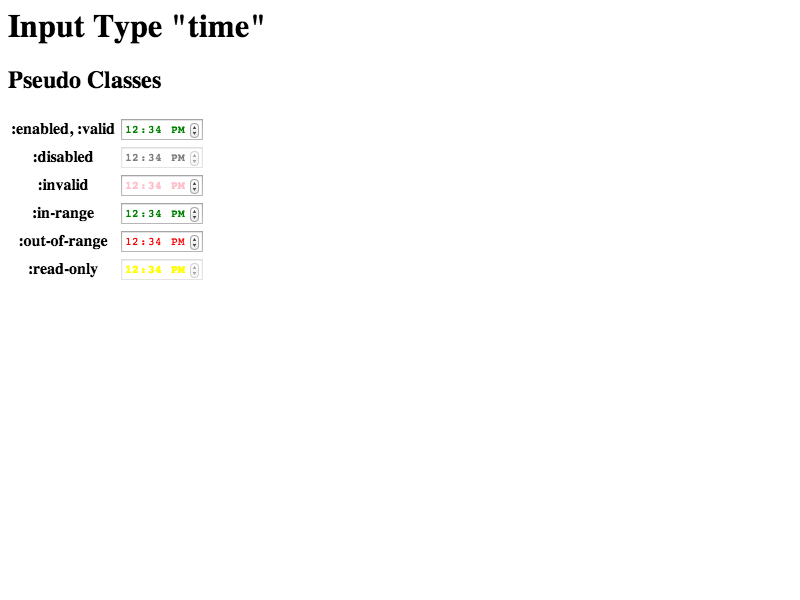 Input Type "time"
Pseudo Classes
:enabled, :valid 12:34 PM
:disabled 12:34 PM
:invalid 12:34 PM
:in-range 12:34 PM
:out-of-range 12:34 PM
:read-only 12:34 PM